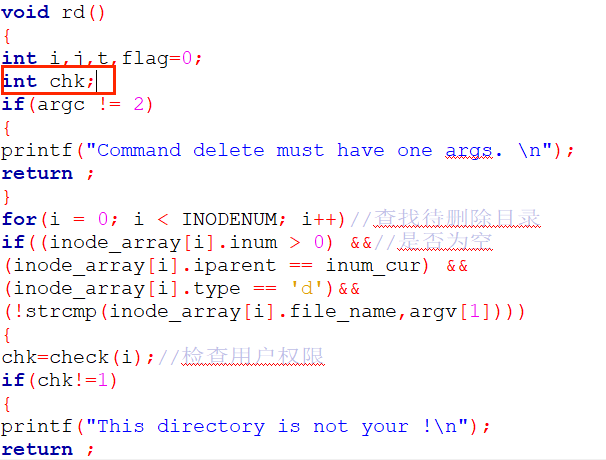 void rd()
{
int i,j,t,flag=0;
int chk;
if(argc != 2)
{
printf("Command delete must have one args. \n");
return ;
}
for(i = 0; i < INODENUM; i++)//查找待删除目录
if((inode_array[i].inum > 0) &&//是否为空
(inode_array[i].iparent == inum_cur) &&
(inode_array[i].type == 'd')&&
(!strcmp(inode_array[i].file_name,argv[1])))
{
chk=check(i);//检查用户权限
if(chk!=1)
{
printf("This directory is not your !\n");
return ;